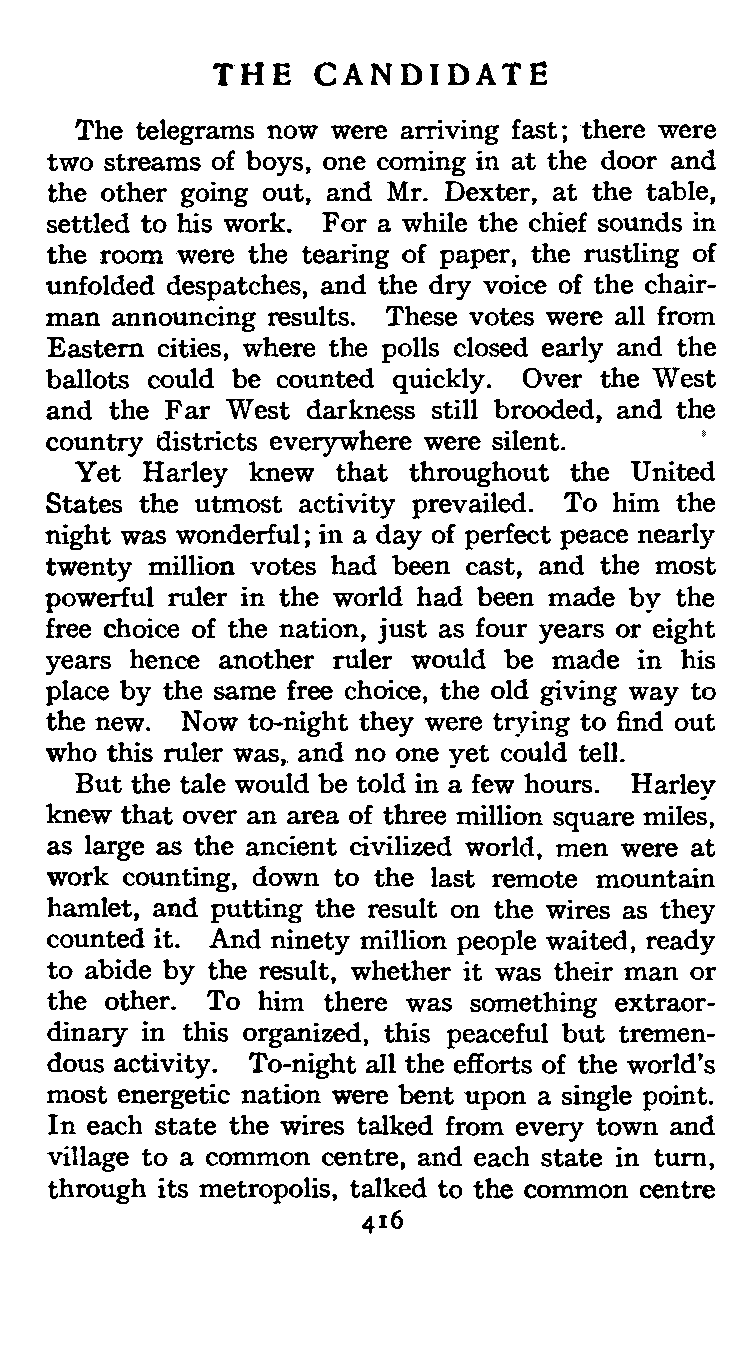 THE CANDIDATE
The telegrams now were arriving fast; there were
two streams of boys, one coming in at the door and
the other going out, and Mr. Dexter, at the table,
settled to his work. For a while the chief sounds in
the room were the tearing of paper, the rustling of
unfolded despatches, and the dry voice of the chair-
man announcing results. These votes were all from
Eastern cities, where the polls closed early and the
ballots could be counted quickly. Over the West
and the Far West darkness still brooded, and the
country districts everywhere were silent.
Yet Harley knew that throughout the United
States the utmost activity prevailed. To him the
night was wonderful; in a day of perfect peace nearly
twenty million votes had been cast, and the most
powerful ruler in the world had been made by the
free choice of the nation, just as four years or eight
years hence another ruler would be made in his
place by the same free choice, the old giving way to
the new. Now to-night they were trying to find out
who this ruler was, and no one yet could tell.
But the tale would be told in a few hours. Harley
knew that over an area of three million square miles,
as large as the ancient civilized world, men were at
work counting, down to the last remote mountain
hamlet, and putting the result on the wires as they
counted it. And ninety million people waited, ready
to abide by the result, whether it was their man or
the other. To him there was something extraor-
dinary in this organized, this peaceful but tremen-
dous activity. To-night all the efforts of the world's
most energetic nation were bent upon a single point.
In each state the wires talked from every town and
village to a common centre, and each state in turn,
through its metropolis, talked to the common centre
416